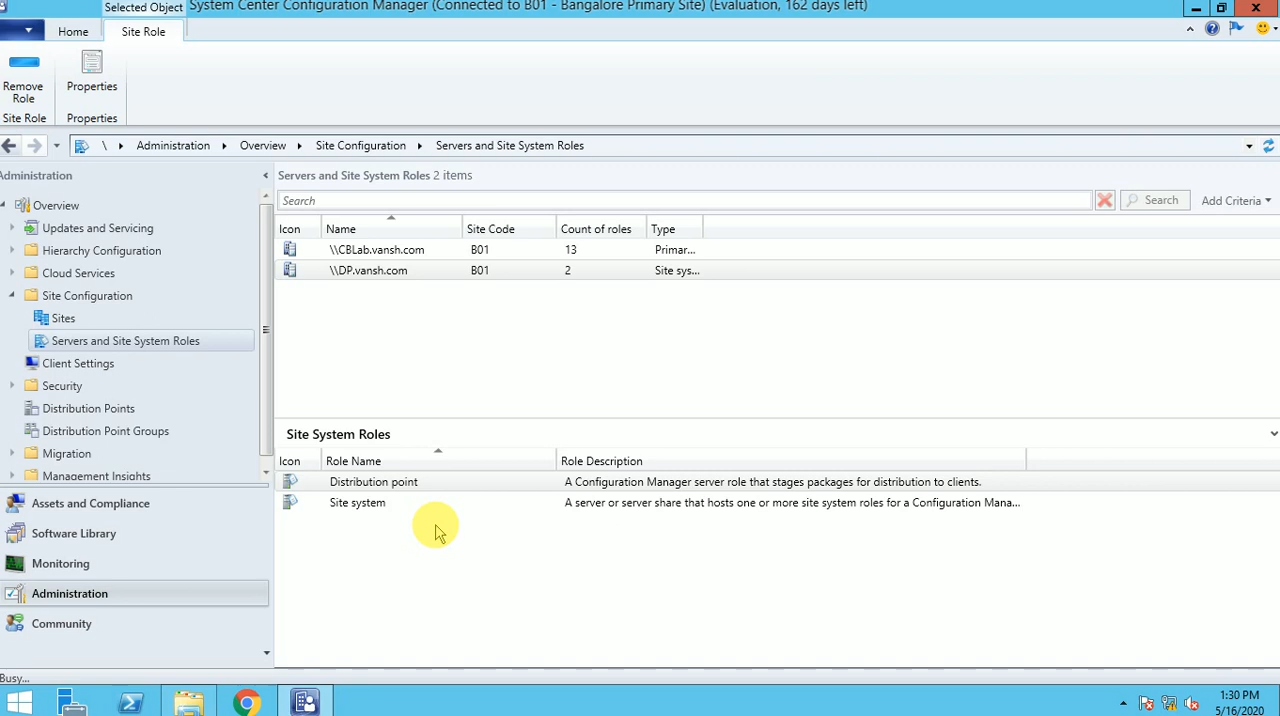 Selected Object
System Center Configuration Manager (Connected to B01 - Bangalore Primary Site) (Evaluation, 162 days left)
Home
Site Role
Remove
Role
Properties
Site Role
Properties
\ Administration Overview Site Configuration Servers and Site System Roles
Administration
Overview
Updates and Servicing
Hierarchy Configuration
Cloud Services
Site Configuration
Sites
Servers and Site System Roles
Client Settings
Security
Distribution Points
Distribution Point Groups
Migration
Management Insights
Assets and Compliance
Software Library
Monitoring
Administration
Community
Servers and Site System Roles 2 items
Search
Search
Add Criteria
Icon Name Site Code Count of roles Type
\\CBLab.vansh.com B01 13 Primar...
\\DP.vansh.com B01 2 Site sys...
Site System Roles
Icon Role Name Role Description
Distribution point A Configuration Manager server role that stages packages for distribution to clients.
Site system A server or server share that hosts one or more site system roles for a Configuration Mana...
Busy...
1:30 PM
5/16/2020